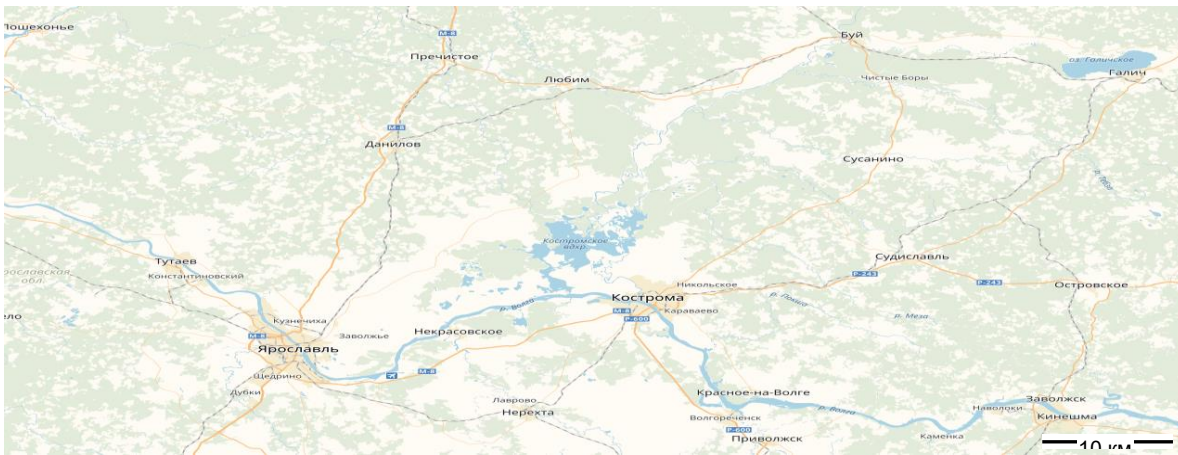 Пошехонье
М-8
Буй
Пречистое
оз. Галичское
Галич
Любим
Чистые Боры
М-8
Данилов
Сусанино
р. Тёбза
Костромское
вдхр.
Тутаев
Судиславль
Константиновский
Р-243
Р-243
Островское
Никольское
Кострома
р. Покша
р. Волга
Караваево
М-8
Р-600
р. Меза
Кузнечиха
Некрасовское
Заволжье
М-8
Ярославль
М-8
Щедрино
Дубки
Лаврово
Нерехта
Красное-на-Волге
р. Волга
Волгореченск
Р-600
Приволжск
Заволжск
Наволоки
Кинешма
Каменка
10 км